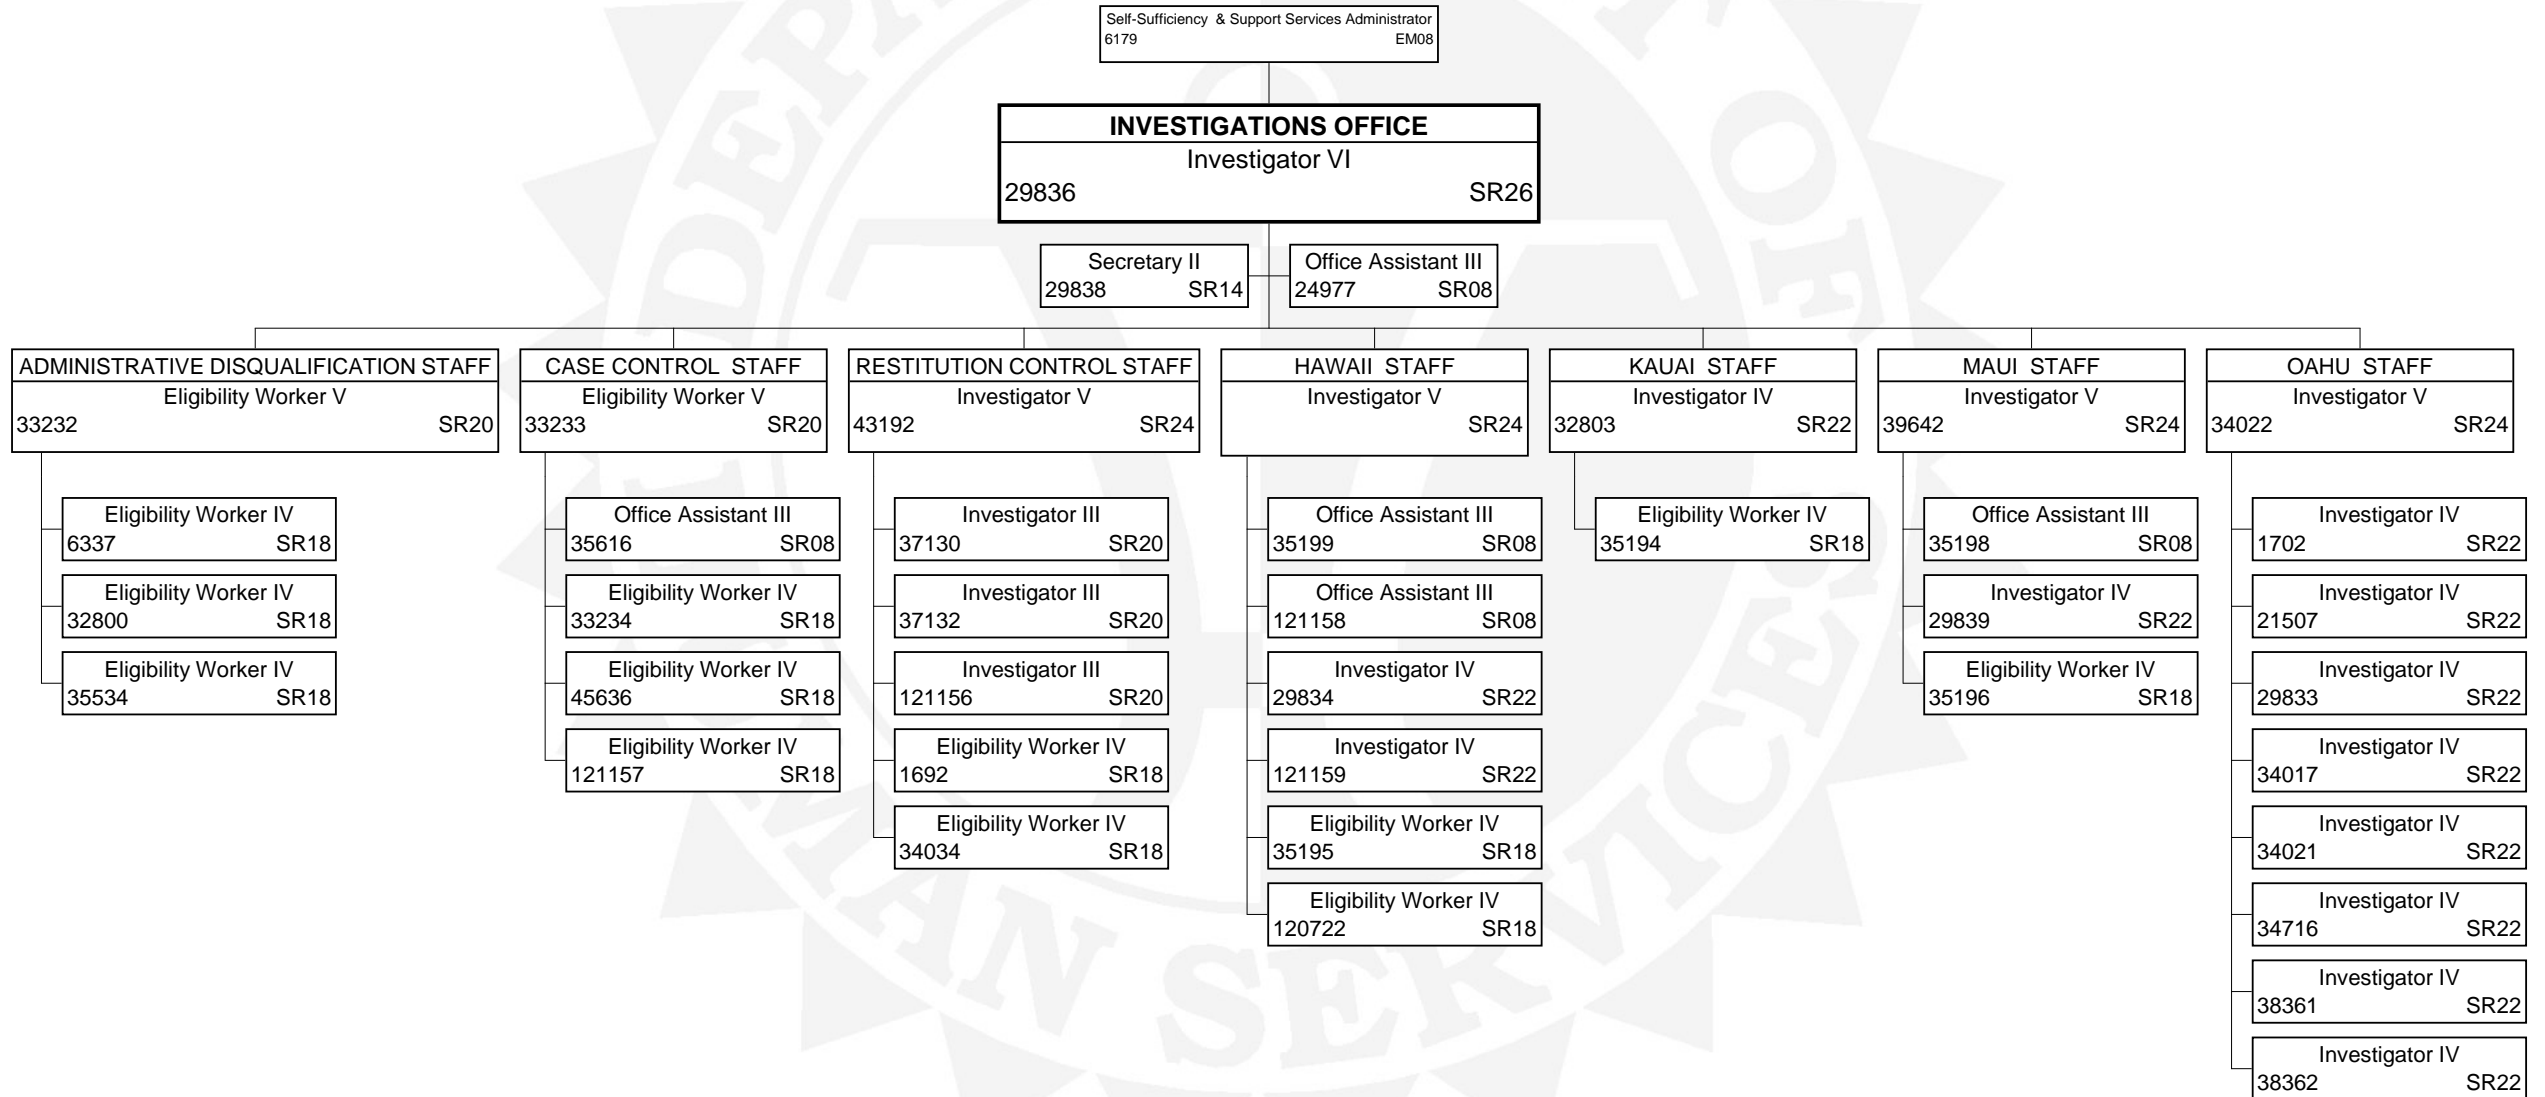 Self-Sufficiency & Support Services Administrator
6179 EM08
INVESTIGATIONS OFFICE
Investigator VI
29836 SR26
Secretary II
29838 SR14
Office Assistant III
24977 SR08
ADMINISTRATIVE DISQUALIFICATION STAFF
Eligibility Worker V
33232 SR20
Eligibility Worker IV
6337 SR18
Eligibility Worker IV
32800 SR18
Eligibility Worker IV
35534 SR18
CASE CONTROL STAFF
Eligibility Worker V
33233 SR20
Office Assistant III
35616 SR08
Eligibility Worker IV
33234 SR18
Eligibility Worker IV
45636 SR18
Eligibility Worker IV
121157 SR18
RESTITUTION CONTROL STAFF
Investigator V
43192 SR24
Investigator III
37130 SR20
Investigator III
37132 SR20
Investigator III
121156 SR20
Eligibility Worker IV
1692 SR18
Eligibility Worker IV
34034 SR18
HAWAII STAFF
Investigator V
SR24
Office Assistant III
35199 SR08
Office Assistant III
121158 SR08
Investigator IV
29834 SR22
Investigator IV
121159 SR22
Eligibility Worker IV
35195 SR18
Eligibility Worker IV
120722 SR18
KAUAI STAFF
Investigator IV
32803 SR22
Eligibility Worker IV
35194 SR18
MAUI STAFF
Investigator V
39642 SR24
Office Assistant III
35198 SR08
Investigator IV
29839 SR22
Eligibility Worker IV
35196 SR18
OAHU STAFF
Investigator V
34022 SR24
Investigator IV
1702 SR22
Investigator IV
21507 SR22
Investigator IV
29833 SR22
Investigator IV
34017 SR22
Investigator IV
34021 SR22
Investigator IV
34716 SR22
Investigator IV
38361 SR22
Investigator IV
38362 SR22